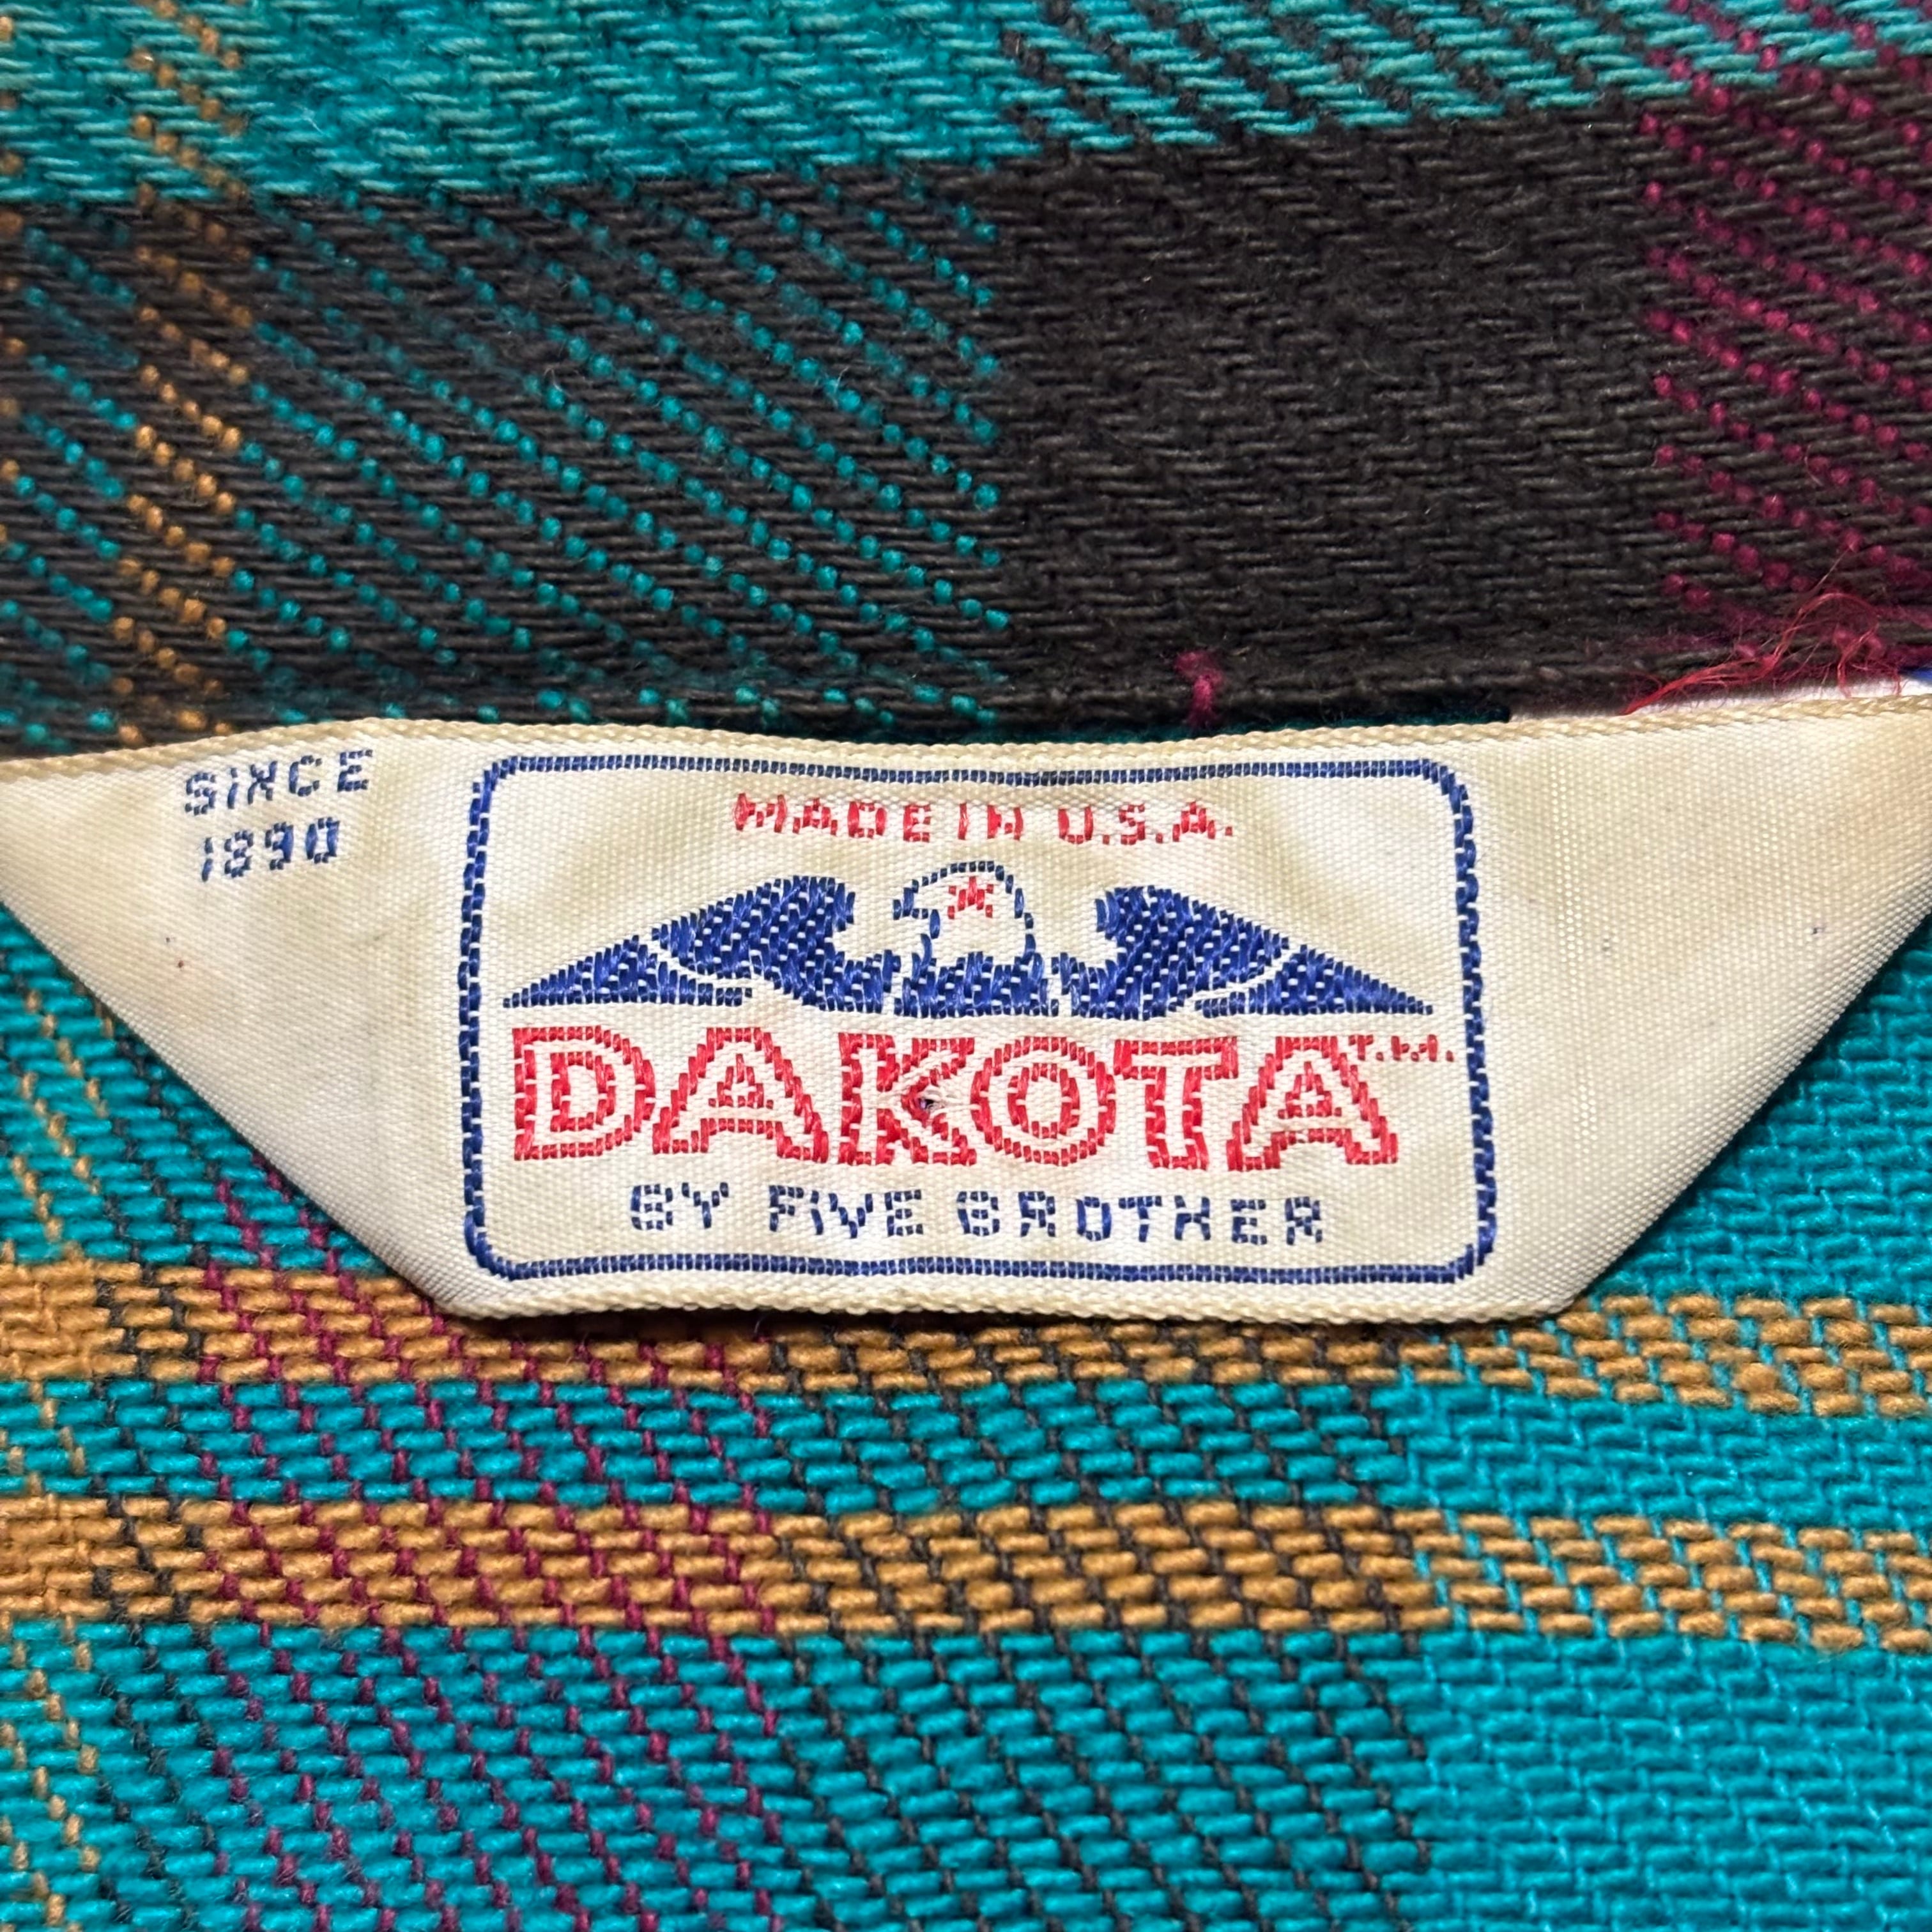 SINCE
1890
MADE IN U.S.A.
DAKOTA T.M.
BY FIVE BROTHER